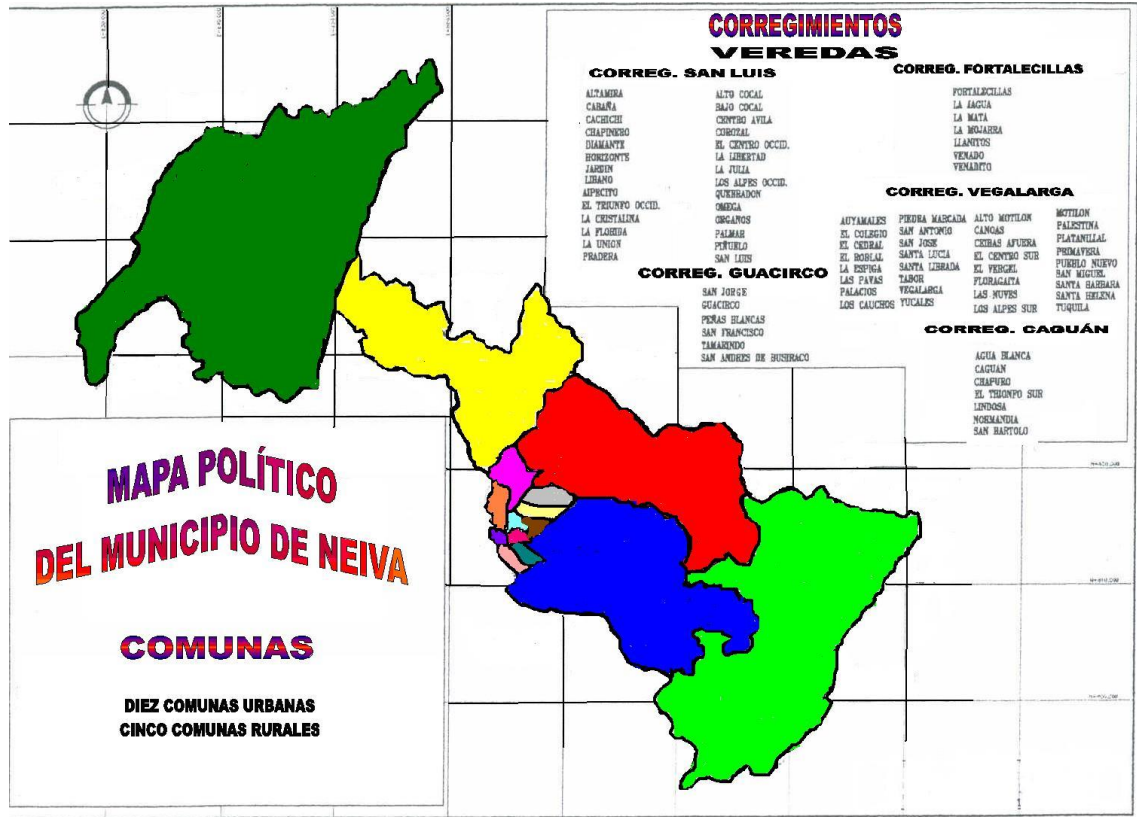 CORREGIMIENTOS
VEREDAS
CORREG. SAN LUIS
ALTAMIRA
CABAÑA
CACHICHI
CHAPINERO
DIAMANTE
HORIZONTE
JARDIN
LIBANO
AIPECITO
EL TRIUNFO OCCID.
LA CRISTALINA
LA FLORIDA
LA UNION
PRADERA
ALTO COCAL
BAJO COCAL
CENTRO AVILA
COROZAL
EL CENTRO OCCID.
LA LIBERTAD
LA JULIA
LOS ALPES OCCID.
QUEBRADON
OMEGA
ORGANOS
PALMAR
PIÑUELO
SAN LUIS
CORREG. FORTALECILLAS
FORTALECILLAS
LA JAGUA
LA MATA
LA MOJARRA
LLANITOS
VENADO
VENADITO
CORREG. VEGALARGA
AUYAMALES
EL COLEGIO
EL CEDRAL
EL ROBLAL
LA ESPIGA
LAS PAVAS
PALACIOS
LOS CAUCHOS
PIEDRA MARCADA
SAN ANTONIO
SAN JOSE
SANTA LUCIA
SANTA LIBRADA
TABOR
VEGALARGA
YUCALES
ALTO MOTILON
CANOAS
CEIBAS AFUERA
EL CENTRO SUR
EL VERGEL
FLORAGAITA
LAS NUVES
LOS ALPES SUR
MOTILON
PALESTINA
PLATANILLAL
PRIMAVERA
PUEBLO NUEVO
SAN MIGUEL
SANTA BARBARA
SANTA HELENA
TUQUILA
CORREG. GUACIRCO
SAN JORGE
GUACIRCO
PEÑAS BLANCAS
SAN FRANCISCO
TAMARINDO
SAN ANDRES DE BUSIRACO
CORREG. CAGUÁN
AGUA BLANCA
CAGUAN
CHAPURO
EL TRIONFO SUR
LINDOSA
NORMANDIA
SAN BARTOLO
MAPA POLÍTICO
DEL MUNICIPIO DE NEIVA
COMUNAS
DIEZ COMUNAS URBANAS
CINCO COMUNAS RURALES